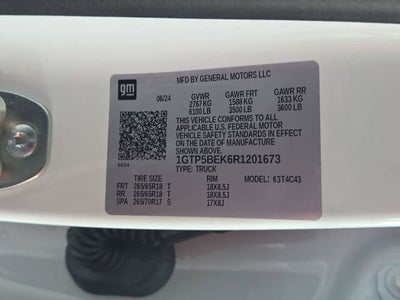 gm
MFD BY GENERAL MOTORS LLC
06/24 GVWR GAWR FRT GAWR RR
2767 KG 1588 KG 1633 KG
6100 LB 3500 LB 3600 LB
THIS VEHICLE CONFORMS TO ALL
APPLICABLE U.S. FEDERAL MOTOR
VEHICLE SAFETY STANDARDS IN EFFECT
ON THE DATE OF MANUFACTURE
SHOWN ABOVE.
1GTP5BEK6R1201673
TYPE: TRUCK
0624
TIRE SIZE RIM MODEL: 63T4C43
FRT 265/65R18 T 18X8.5J
RR 265/65R18 T 18X8.5J
SPA 265/70R17 S 17X8J